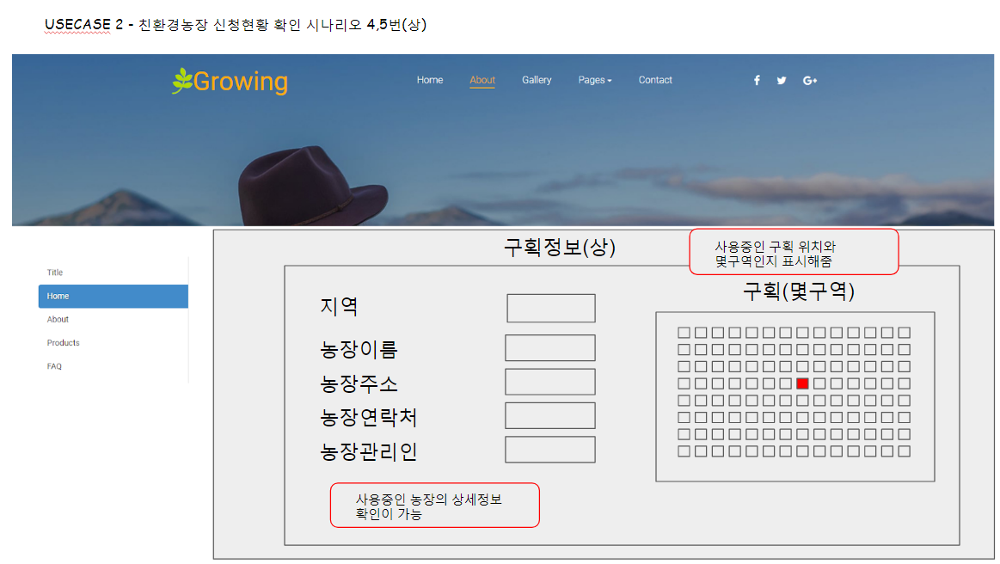 USECASE 2 - 친환경농장 신청현황 확인 시나리오 4,5번(상)
Growing
Home About Gallery Pages Contact
구획정보(상)
사용중인 구획 위치와
몇구역인지 표시해줌
구획(몇구역)
Title
Home
About
Products
FAQ
지역
농장이름
농장주소
농장연락처
농장관리인
사용중인 농장의 상세정보
확인이 가능